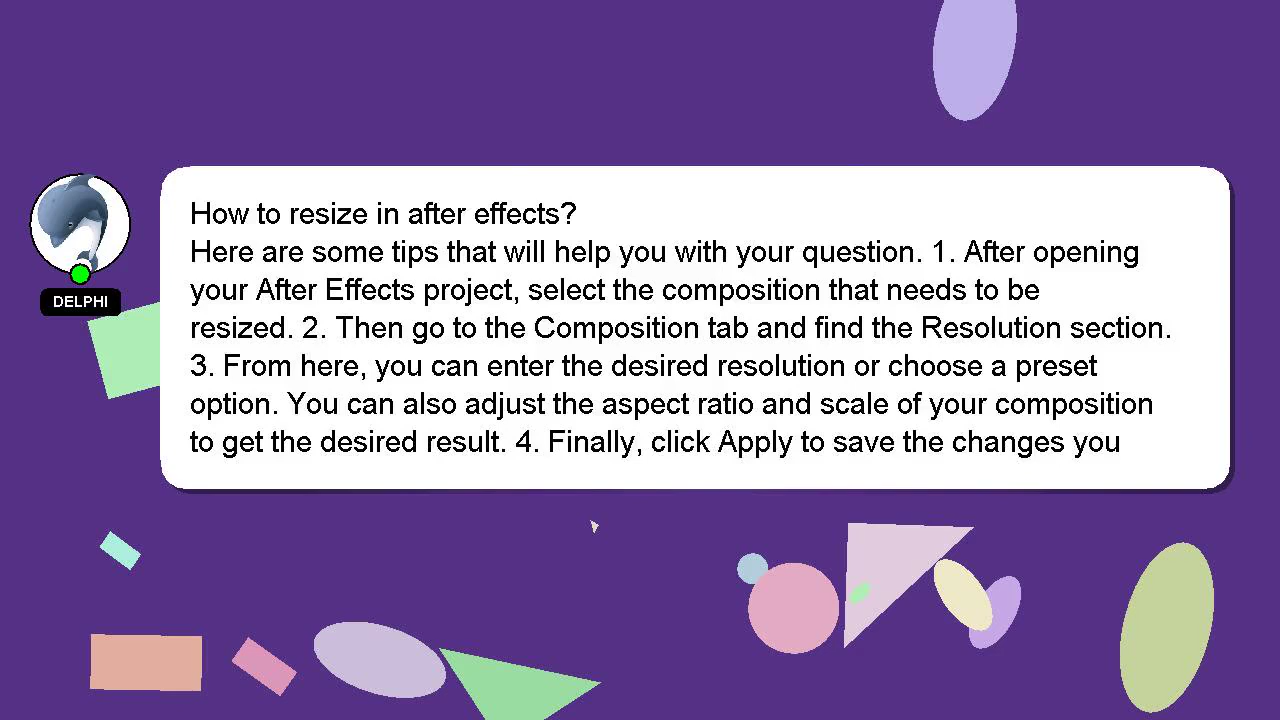 How to resize in after effects?
Here are some tips that will help you with your question. 1. After opening
your After Effects project, select the composition that needs to be
resized. 2. Then go to the Composition tab and find the Resolution section.
3. From here, you can enter the desired resolution or choose a preset
option. You can also adjust the aspect ratio and scale of your composition
to get the desired result. 4. Finally, click Apply to save the changes you
DELPHI